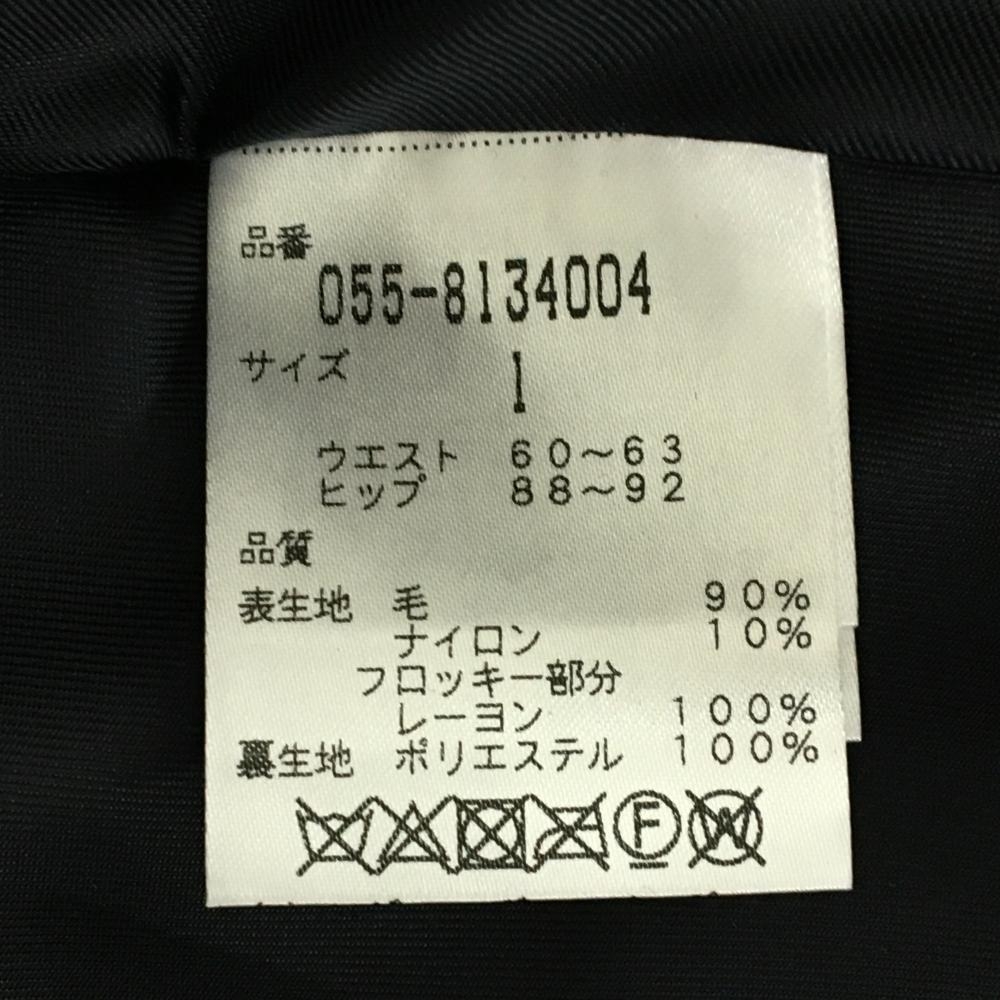 品番
055-8134004
サイズ 1
ウエスト 60～63
ヒップ 88～92
品質
表生地 毛 90%
ナイロン 10%
フロッキー部分
レーヨン 100%
裏生地 ポリエステル 100%
F W